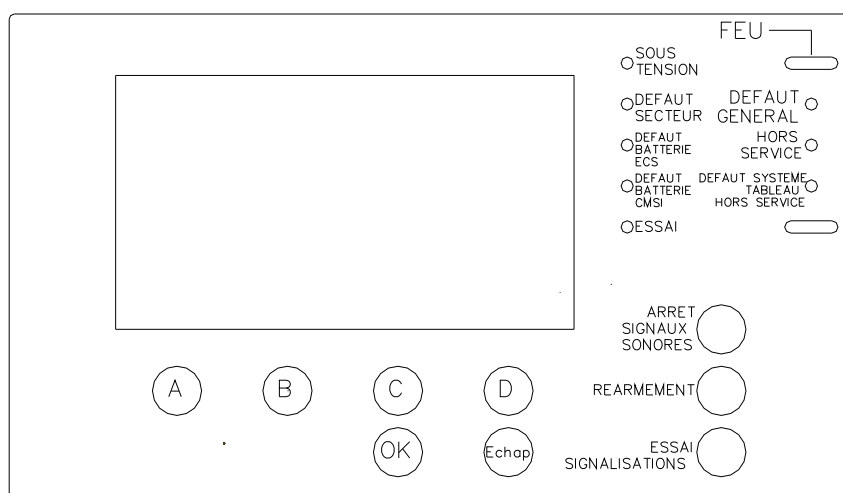 FEU
SOUS
TENSION
DEFAUT
SECTEUR
DEFAUT
GENERAL
DEFAUT
BATTERIE
ECS
HORS
SERVICE
DEFAUT
BATTERIE
CMSI
DEFAUT SYSTEME
TABLEAU
HORS SERVICE
ESSAI
ARRET
SIGNAUX
SONORES
A
B
C
D
REARMEMENT
OK
Echap
ESSAI
SIGNALISATIONS